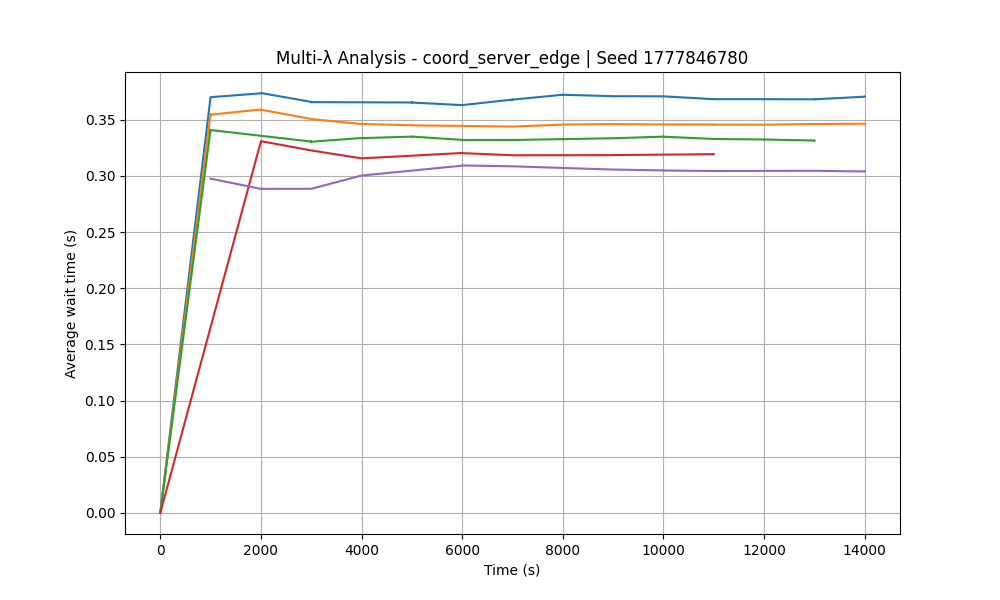 Multi-λ Analysis - coord_server_edge | Seed 1777846780
Average wait time (s)
0.35
0.30
0.25
0.20
0.15
0.10
0.05
0.00
0 2000 4000 6000 8000 10000 12000 14000
Time (s)